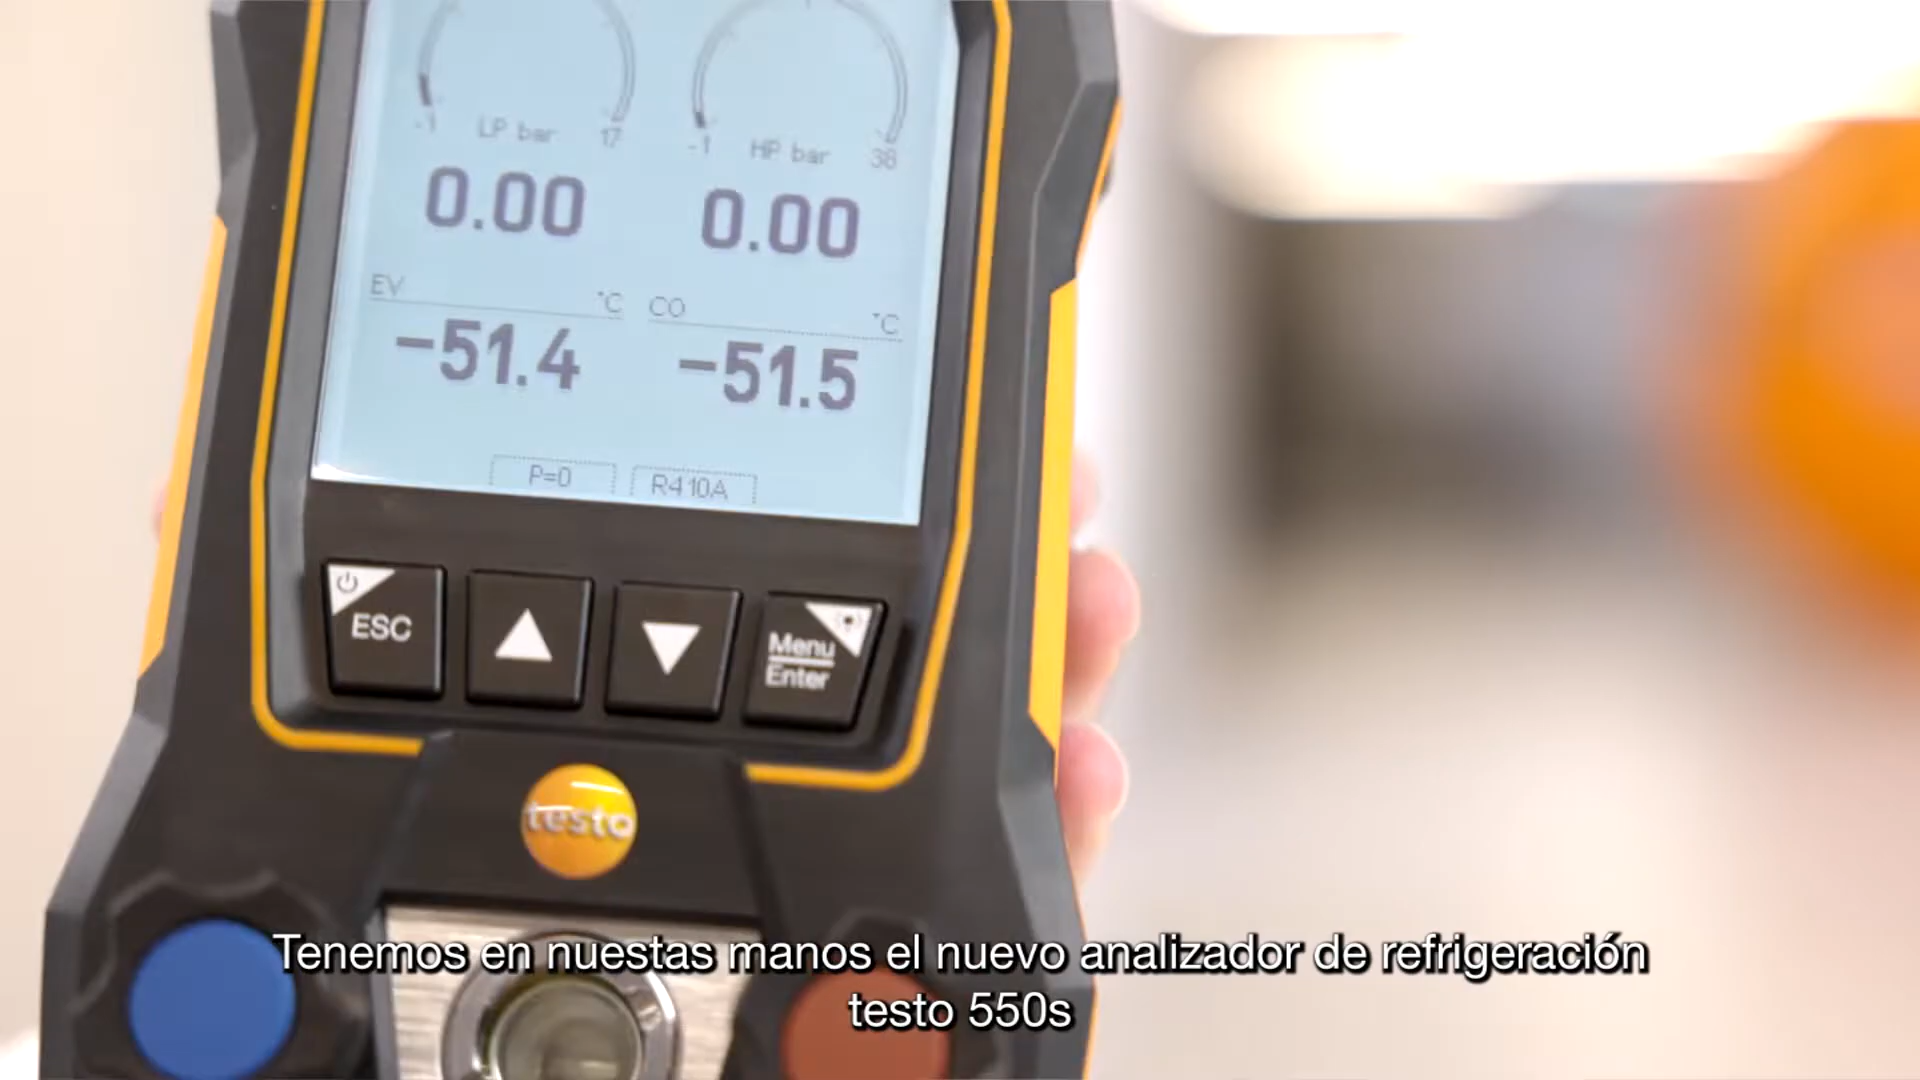 -1 LP bar 17
-1 HP bar 38
0.00
0.00
EV °C
CO °C
-51.4
-51.5
P=0
R410A
ESC
Menu
Enter
testo
Tenemos en nuestas manos el nuevo analizador de refrigeración
testo 550s